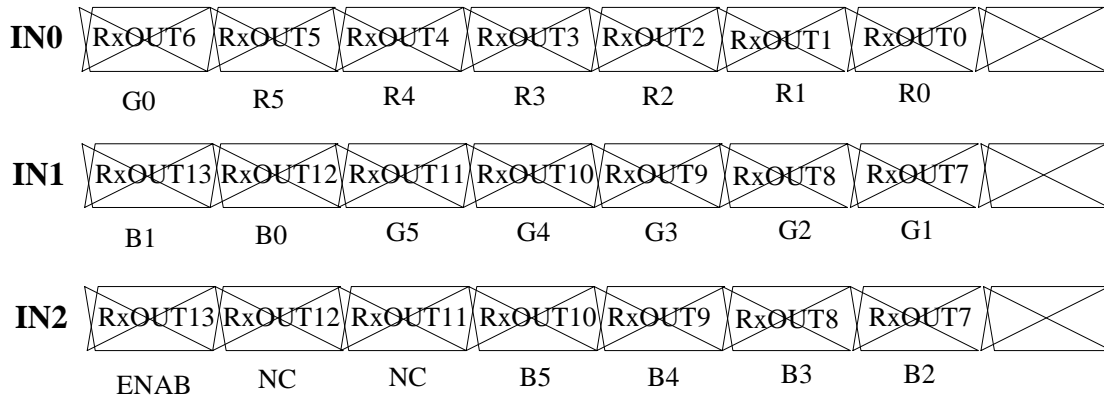 IN0 RxOUT6 RxOUT5 RxOUT4 RxOUT3 RxOUT2 RxOUT1 RxOUT0
G0 R5 R4 R3 R2 R1 R0
IN1 RxOUT13 RxOUT12 RxOUT11 RxOUT10 RxOUT9 RxOUT8 RxOUT7
B1 B0 G5 G4 G3 G2 G1
IN2 RxOUT13 RxOUT12 RxOUT11 RxOUT10 RxOUT9 RxOUT8 RxOUT7
ENAB NC NC B5 B4 B3 B2